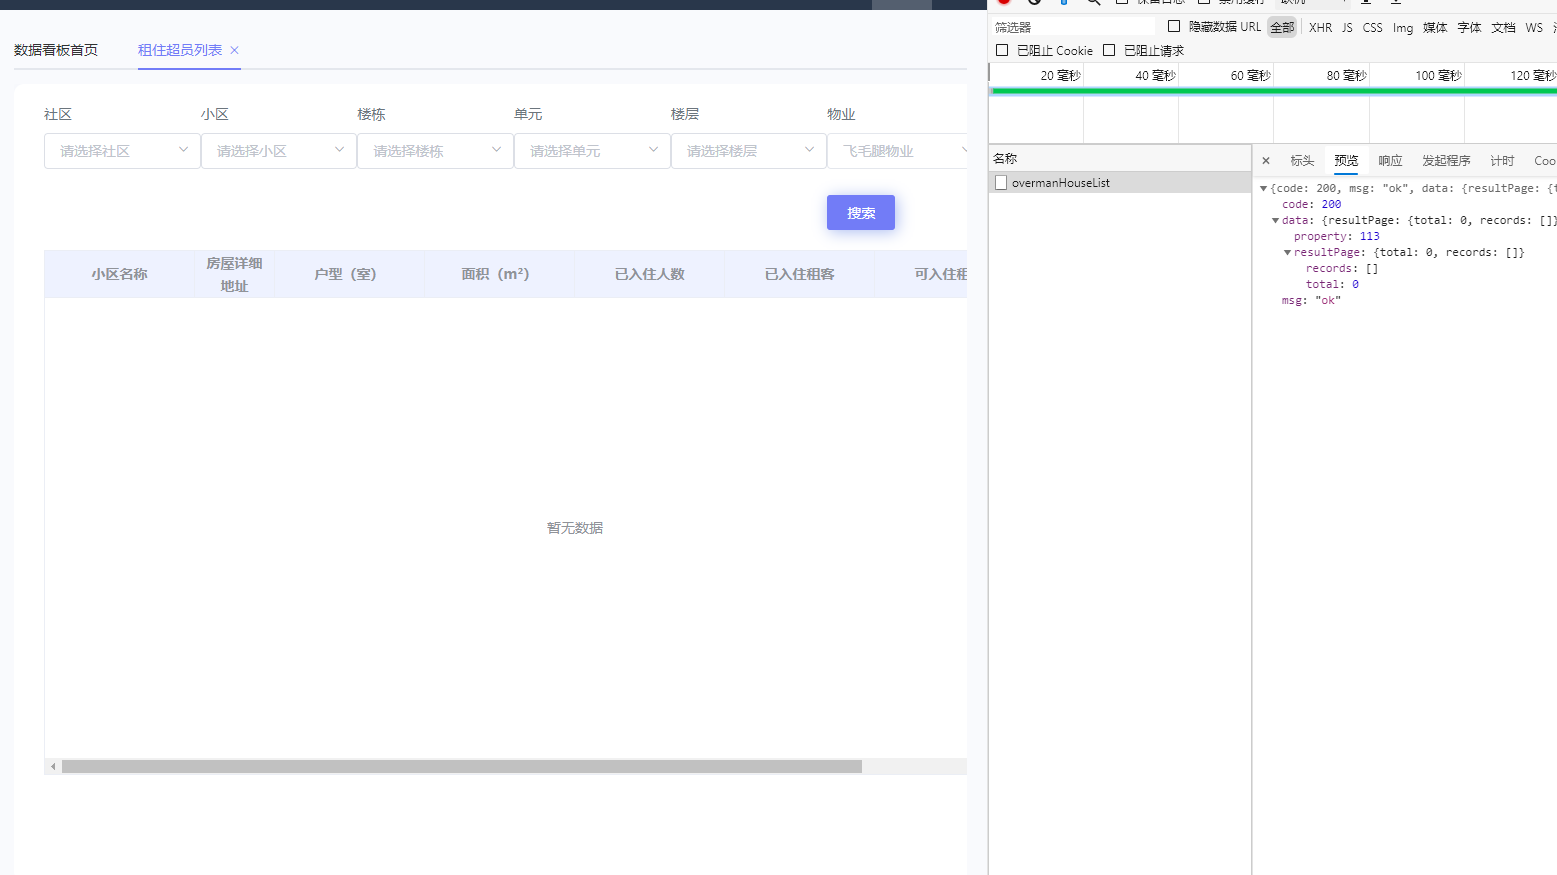 数据看板首页
租住超员列表
社区
小区
楼栋
单元
楼层
物业
请选择社区
请选择小区
请选择楼栋
请选择单元
请选择楼层
飞毛腿物业
搜索
小区名称
房屋详细
地址
户型（室）
面积（m²）
已入住人数
已入住租客
可入住租
暂无数据
筛选器
隐藏数据 URL
全部
XHR
JS
CSS
Img
媒体
字体
文档
WS
已阻止 Cookie
已阻止请求
20 毫秒
40 毫秒
60 毫秒
80 毫秒
100 毫秒
120 毫秒
名称
overmanHouseList
标头
预览
响应
发起程序
计时
Coo
{code: 200, msg: "ok", data: {resultPage: {t
code: 200
data: {resultPage: {total: 0, records: []}
property: 113
resultPage: {total: 0, records: []}
records: []
total: 0
msg: "ok"